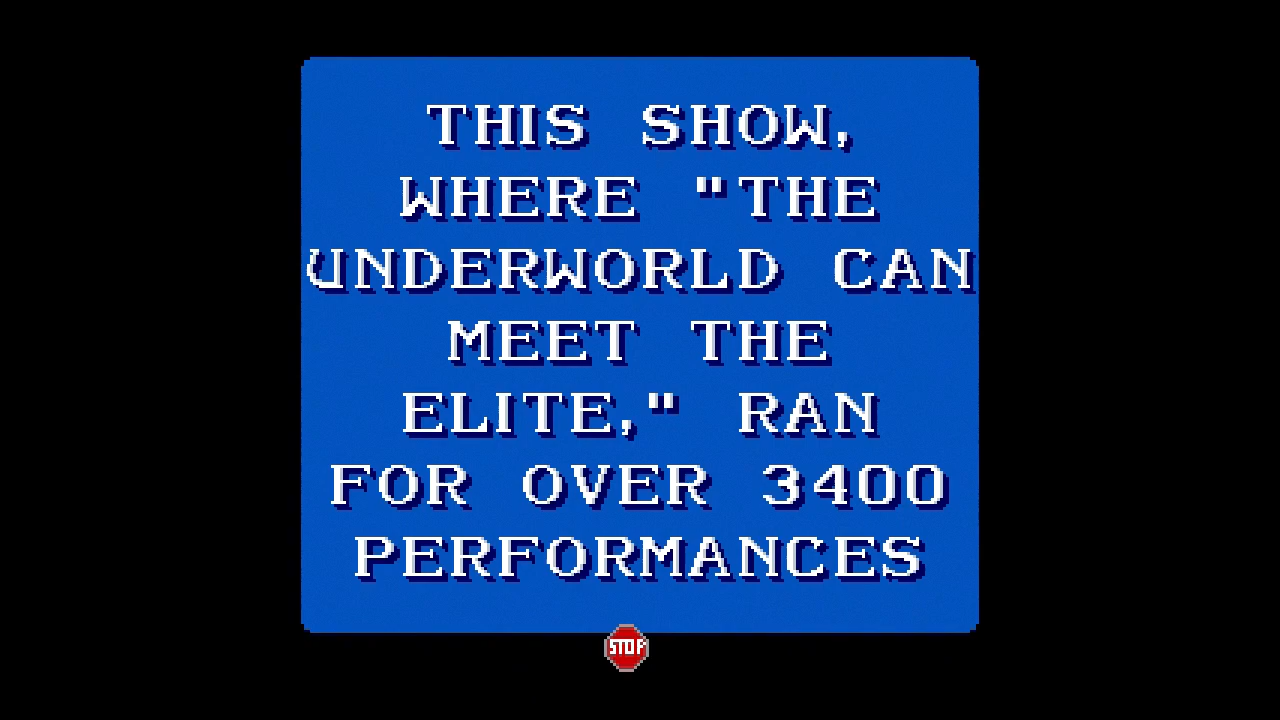 THIS SHOW,
WHERE "THE
UNDERWORLD CAN
MEET THE
ELITE," RAN
FOR OVER 3400
PERFORMANCES
STOP